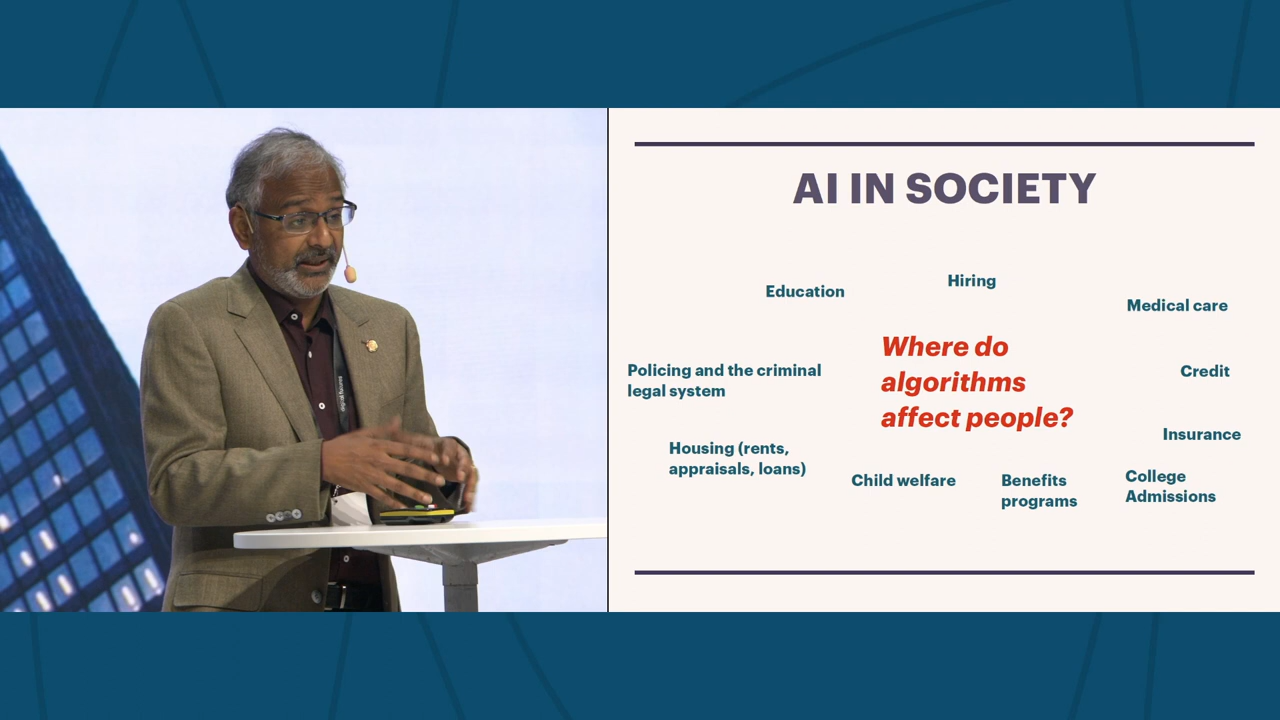 AI IN SOCIETY
Hiring
Education
Medical care
Where do
algorithms
affect people?
Policing and the criminal
legal system
Credit
Insurance
Housing (rents,
appraisals, loans)
Child welfare
Benefits
programs
College
Admissions